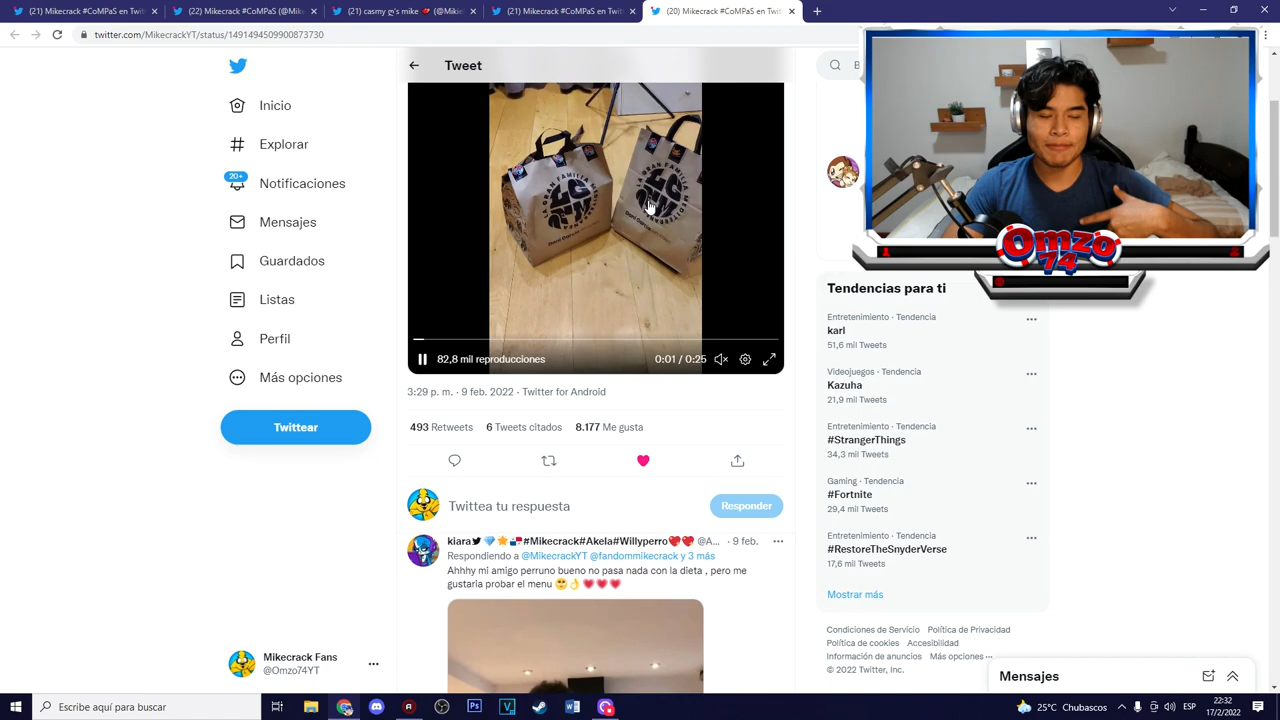 (21) Mikecrack #CoMPaS en Twit
(22) Mikecrack #CoMPaS (@Mike
(21) casmy g's mike (@Mikie
(21) Mikecrack #CoMPaS en Twit
(20) Mikecrack #CoMPaS en Twit
twitter.com/MikecrackYT/status/1491494509900873730
Tweet
Inicio
Explorar
20+
Notificaciones
Mensajes
Guardados
Listas
Perfil
Más opciones
Twittear
82,8 mil reproducciones
0:01 / 0:25
3:29 p. m. · 9 feb. 2022 · Twitter for Android
493 Retweets 6 Tweets citados 8.177 Me gusta
Twittea tu respuesta
Responder
kiara #Mikecrack#Akela#Willyperro @A... · 9 feb.
Respondiendo a @MikecrackYT @fandommikecrack y 3 más
Ahhhy mi amigo perruno bueno no pasa nada con la dieta , pero me
gustarìa probar el menu
Mikecrack Fans
@Omzo74YT
Omzo
74
Tendencias para ti
Entretenimiento · Tendencia
karl
51,6 mil Tweets
Videojuegos · Tendencia
Kazuha
21,9 mil Tweets
Entretenimiento · Tendencia
#StrangerThings
34,3 mil Tweets
Gaming · Tendencia
#Fortnite
29,4 mil Tweets
Entretenimiento · Tendencia
#RestoreTheSnyderVerse
17,6 mil Tweets
Mostrar más
Condiciones de Servicio Política de Privacidad
Política de cookies Accesibilidad
Información de anuncios Más opciones ···
© 2022 Twitter, Inc.
Mensajes
Escribe aquí para buscar
25°C Chubascos
ESP
22:32
17/2/2022